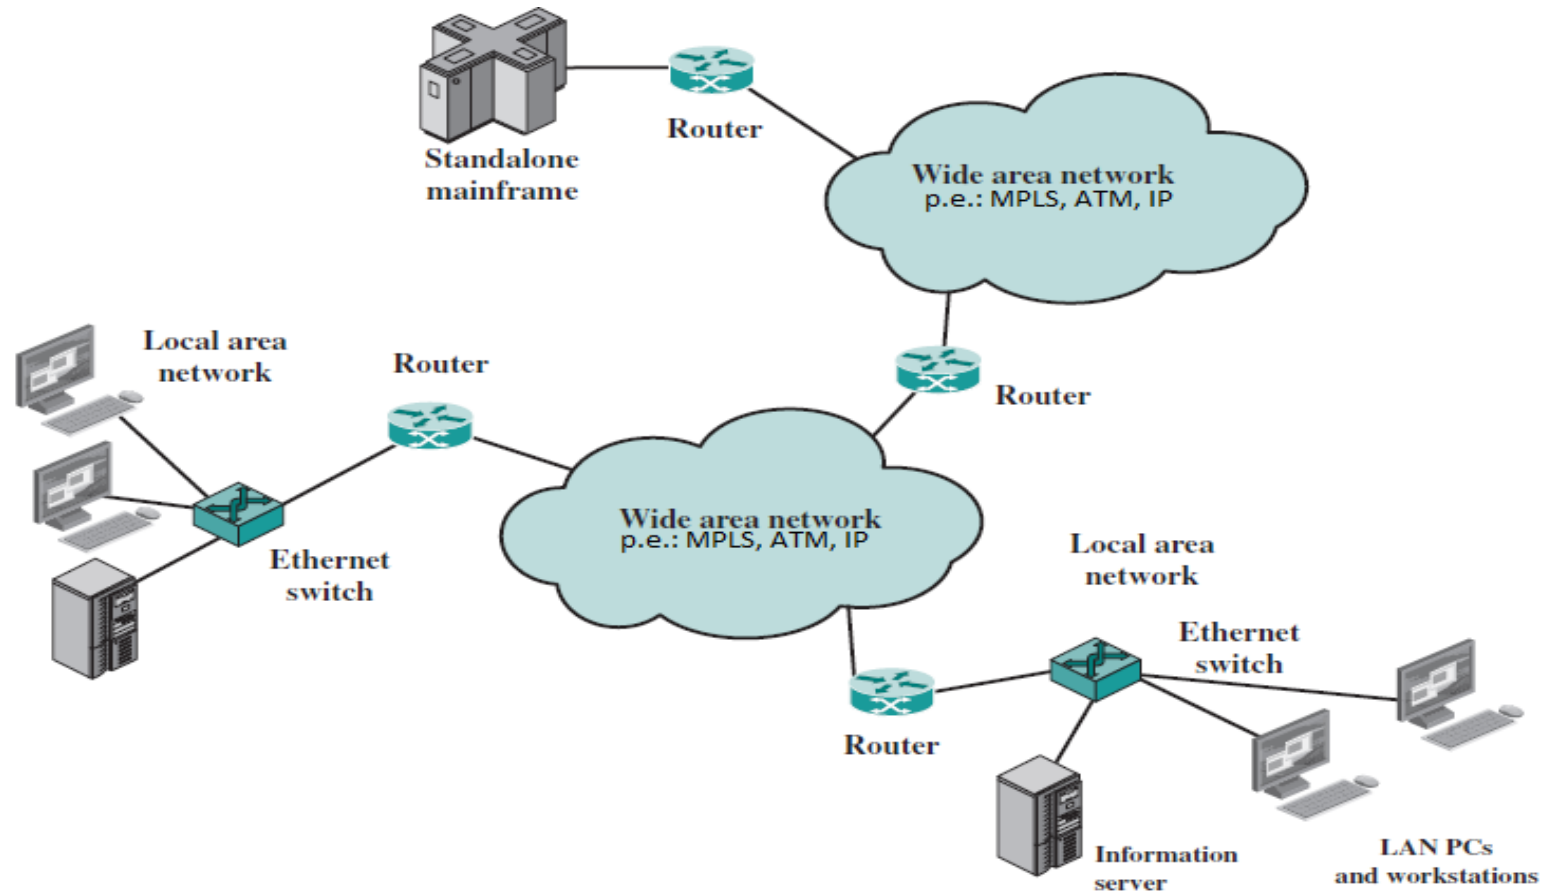 Router
Standalone
mainframe
Wide area network
p.e.: MPLS, ATM, IP
Local area
network
Router
Router
Ethernet
switch
Wide area network
p.e.: MPLS, ATM, IP
Local area
network
Ethernet
switch
Router
Information
server
LAN PCs
and workstations